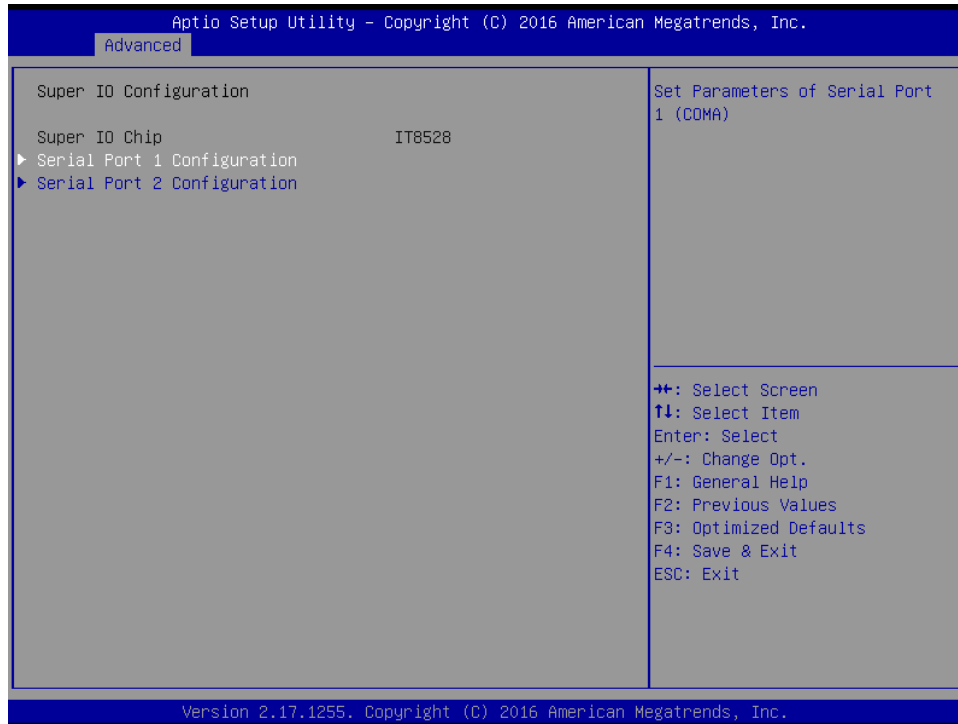 Aptio Setup Utility – Copyright (C) 2016 American Megatrends, Inc.
Advanced
Super IO Configuration
Super IO Chip IT8528
Serial Port 1 Configuration
Serial Port 2 Configuration
Set Parameters of Serial Port
1 (COMA)
→←: Select Screen
↑↓: Select Item
Enter: Select
+/-: Change Opt.
F1: General Help
F2: Previous Values
F3: Optimized Defaults
F4: Save & Exit
ESC: Exit
Version 2.17.1255. Copyright (C) 2016 American Megatrends, Inc.